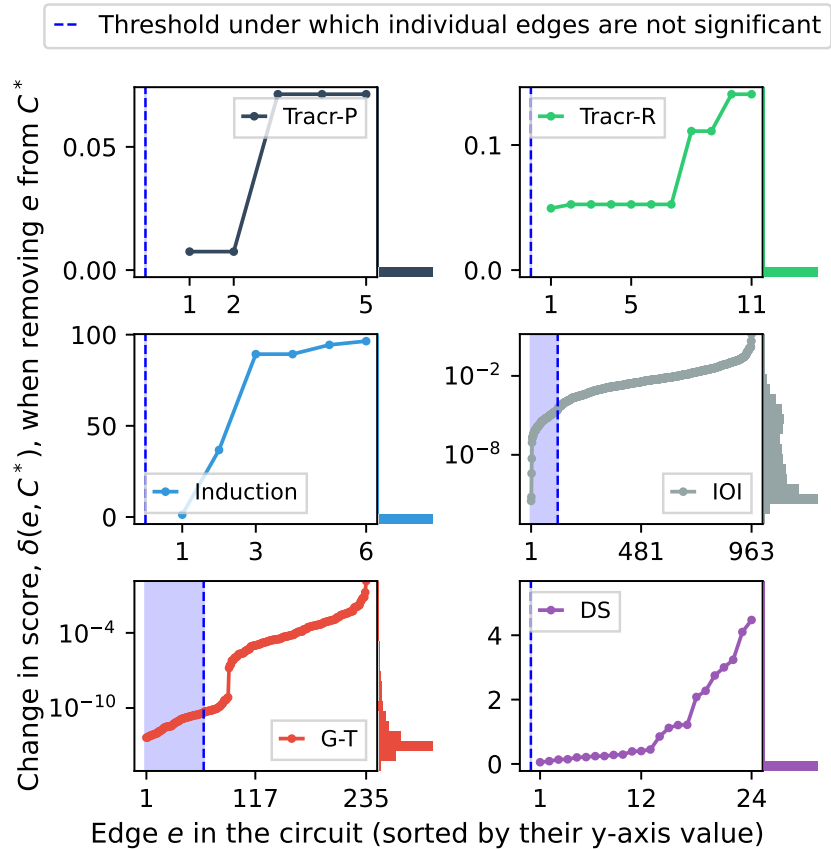 Threshold under which individual edges are not significant
Change in score, δ(e, C*), when removing e from C*
Tracr-P
0.05
0.00
1 2 5
Tracr-R
0.1
0.0
1 5 11
Induction
100
50
0
1 3 6
IOI
10⁻²
10⁻⁸
1 481 963
G-T
10⁻⁴
10⁻¹⁰
1 117 235
DS
4
2
0
1 12 24
Edge e in the circuit (sorted by their y-axis value)